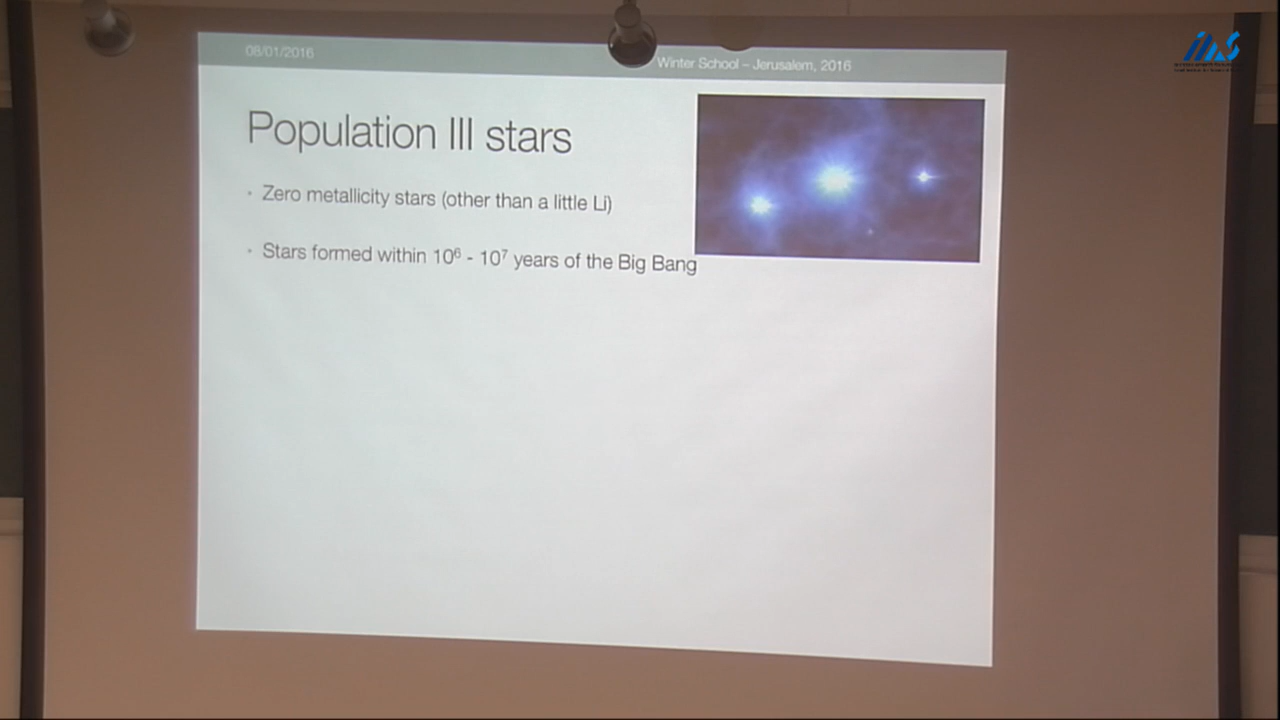 08/01/2016
Winter School – Jerusalem, 2016
Population III stars
• Zero metallicity stars (other than a little Li)
• Stars formed within 10⁶ - 10⁷ years of the Big Bang